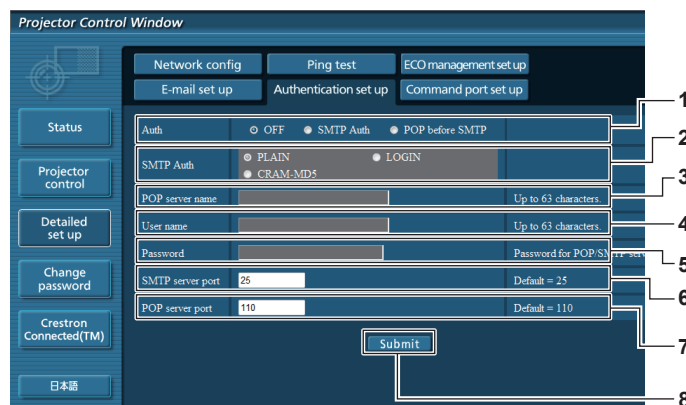 Projector Control Window
Network config Ping test ECO management set up
E-mail set up Authentication set up Command port set up
Status
Projector control
Detailed set up
Change password
Crestron Connected(TM)
日本語
Auth OFF SMTP Auth POP before SMTP 1
SMTP Auth PLAIN LOGIN CRAM-MD5 2
POP server name Up to 63 characters. 3
User name Up to 63 characters. 4
Password Password for POP/SMTP serv 5
SMTP server port 25 Default = 25 6
POP server port 110 Default = 110 7
Submit 8